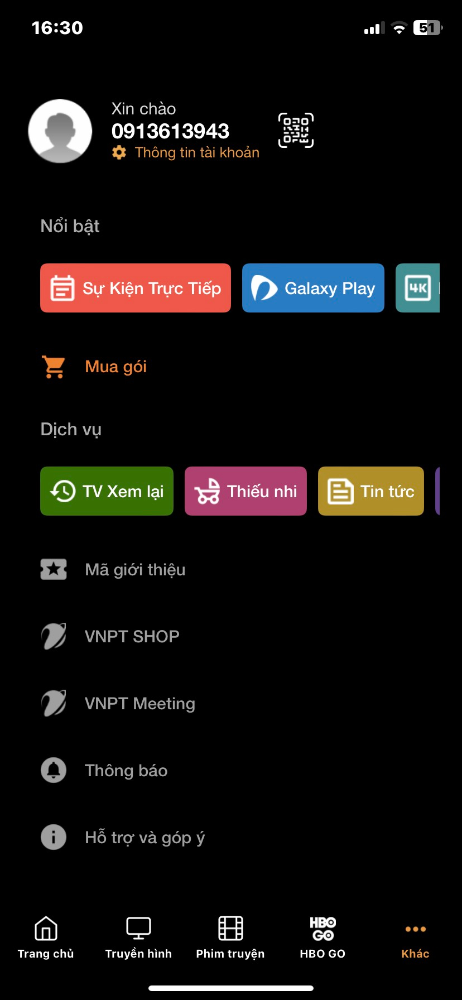 16:30
51
Xin chào
0913613943
Thông tin tài khoản
Nổi bật
Sự Kiện Trực Tiếp
Galaxy Play
4K
Mua gói
Dịch vụ
TV Xem lại
Thiếu nhi
Tin tức
Mã giới thiệu
VNPT SHOP
VNPT Meeting
Thông báo
Hỗ trợ và góp ý
HBO
GO
Trang chủ
Truyền hình
Phim truyện
HBO GO
Khác